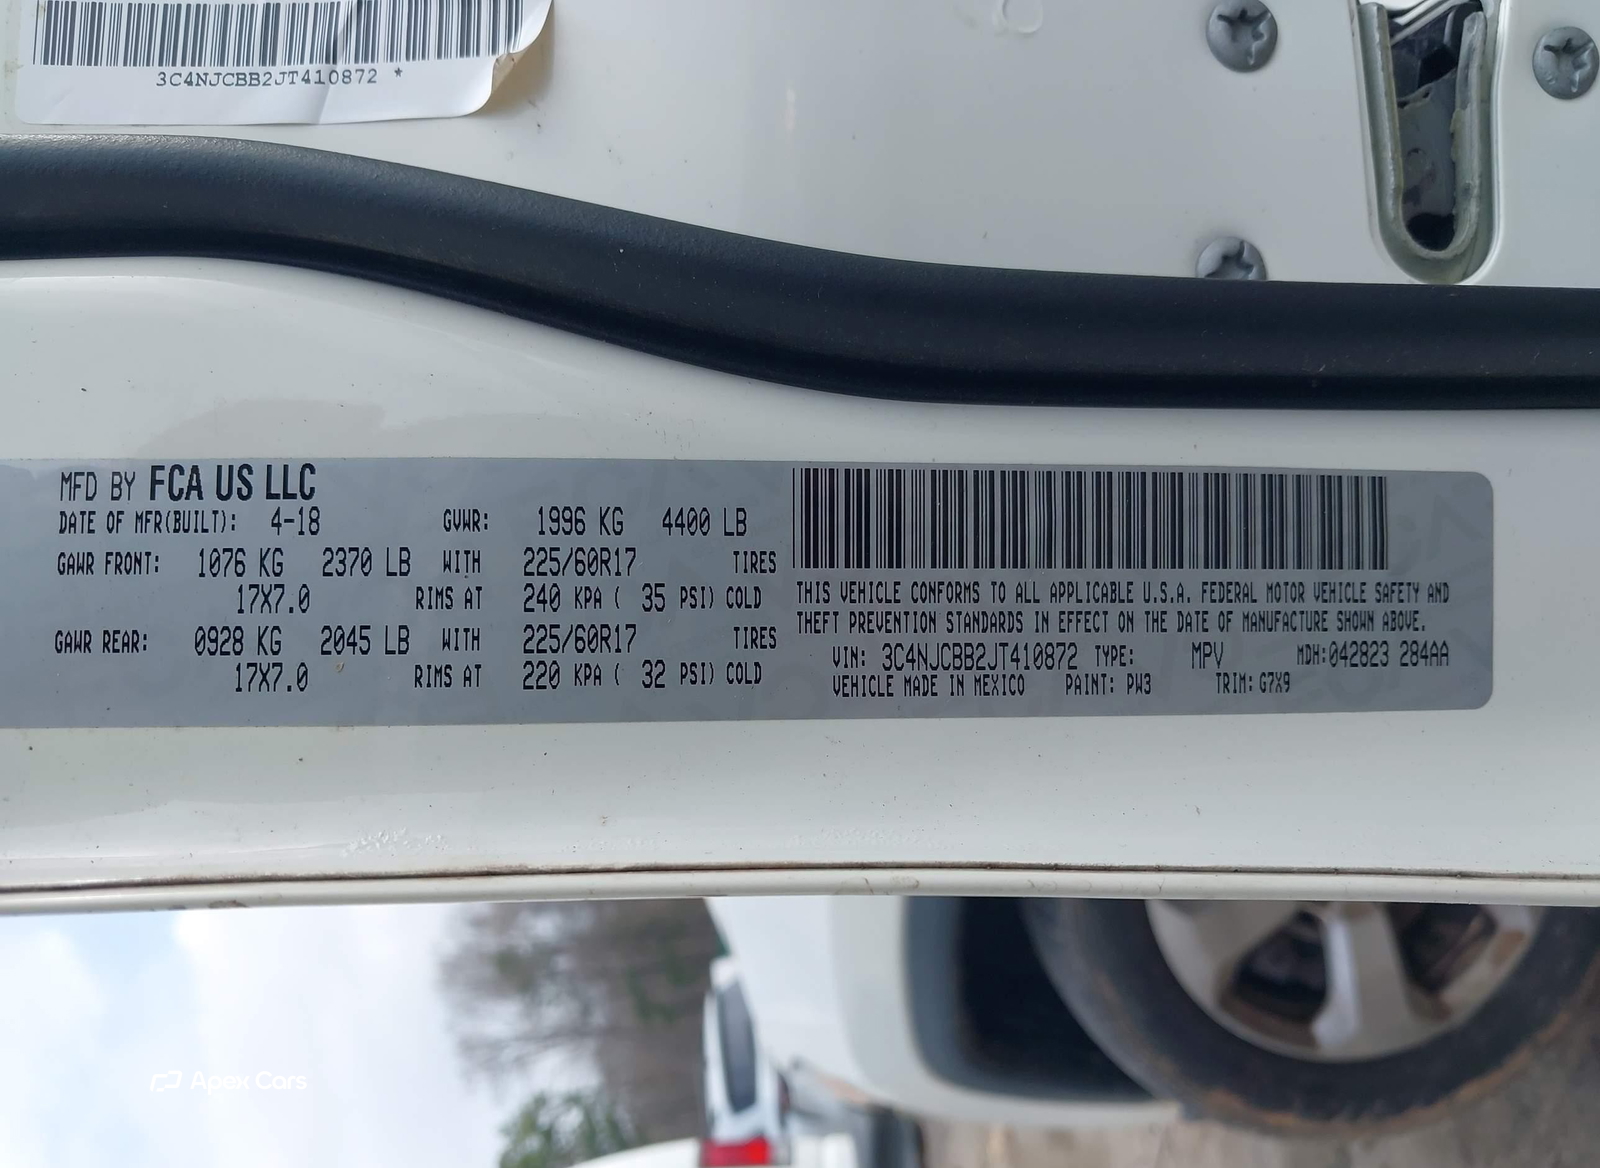 3C4NJCBB2JT410872 *
MFD BY FCA US LLC
DATE OF MFR(BUILT): 4-18 GVWR: 1996 KG 4400 LB
GAWR FRONT: 1076 KG 2370 LB WITH 225/60R17 TIRES
17X7.0 RIMS AT 240 KPA ( 35 PSI) COLD
GAWR REAR: 0928 KG 2045 LB WITH 225/60R17 TIRES
17X7.0 RIMS AT 220 KPA ( 32 PSI) COLD
THIS VEHICLE CONFORMS TO ALL APPLICABLE U.S.A. FEDERAL MOTOR VEHICLE SAFETY AND
THEFT PREVENTION STANDARDS IN EFFECT ON THE DATE OF MANUFACTURE SHOWN ABOVE.
VIN: 3C4NJCBB2JT410872 TYPE: MPV MDH:042823 284AA
VEHICLE MADE IN MEXICO PAINT: PW3 TRIM: G7X9
Apex Cars